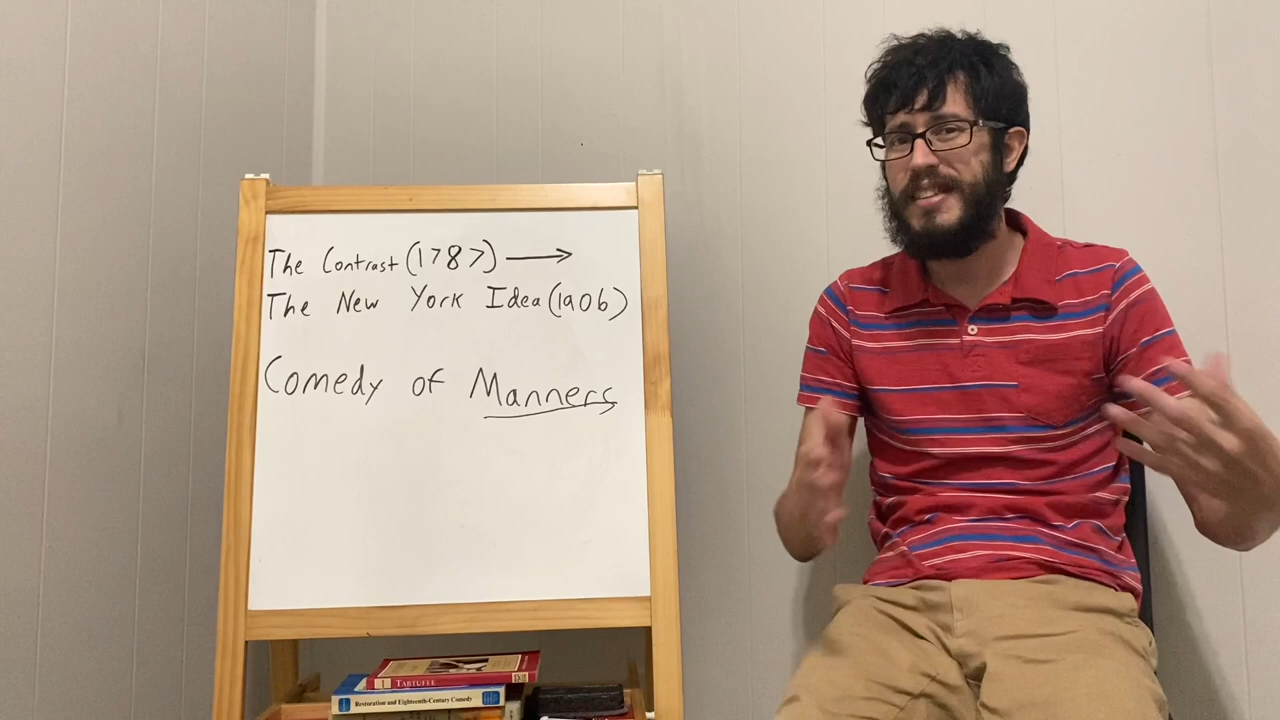 The Contrast (1787) →
The New York Idea (1906)
Comedy of Manners
TARTUFFE
Restoration and Eighteenth-Century Comedy